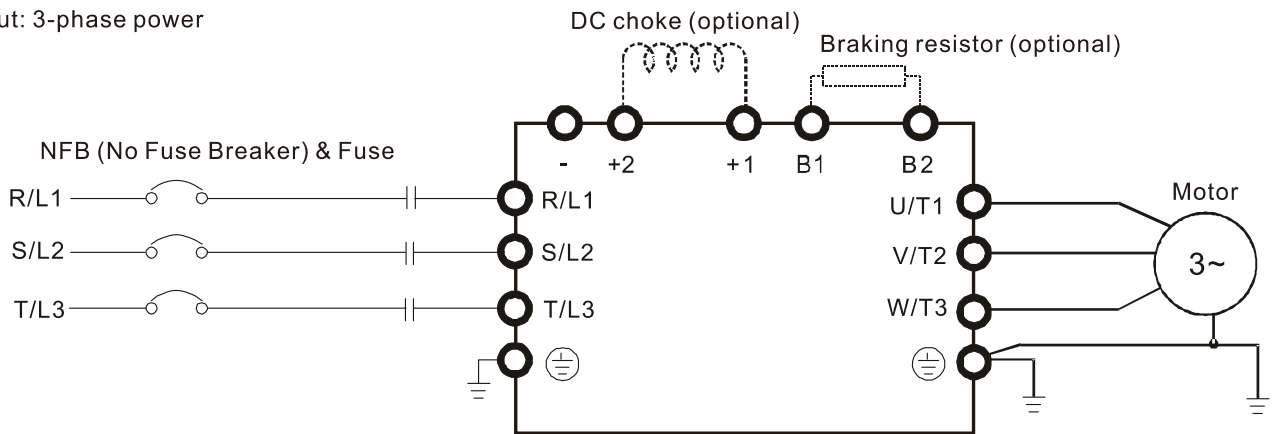 ut: 3-phase power
DC choke (optional)
Braking resistor (optional)
NFB (No Fuse Breaker) & Fuse
- +2 +1 B1 B2
Motor
R/L1 R/L1 U/T1
S/L2 S/L2 V/T2 3~
T/L3 T/L3 W/T3